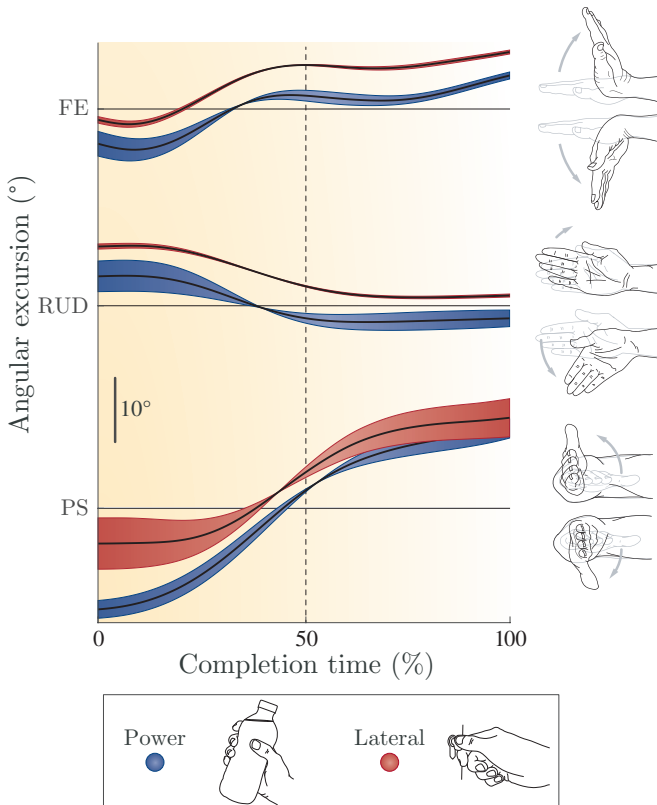 Angular excursion (°)
FE
RUD
10°
PS
0
50
100
Completion time (%)
Power
Lateral